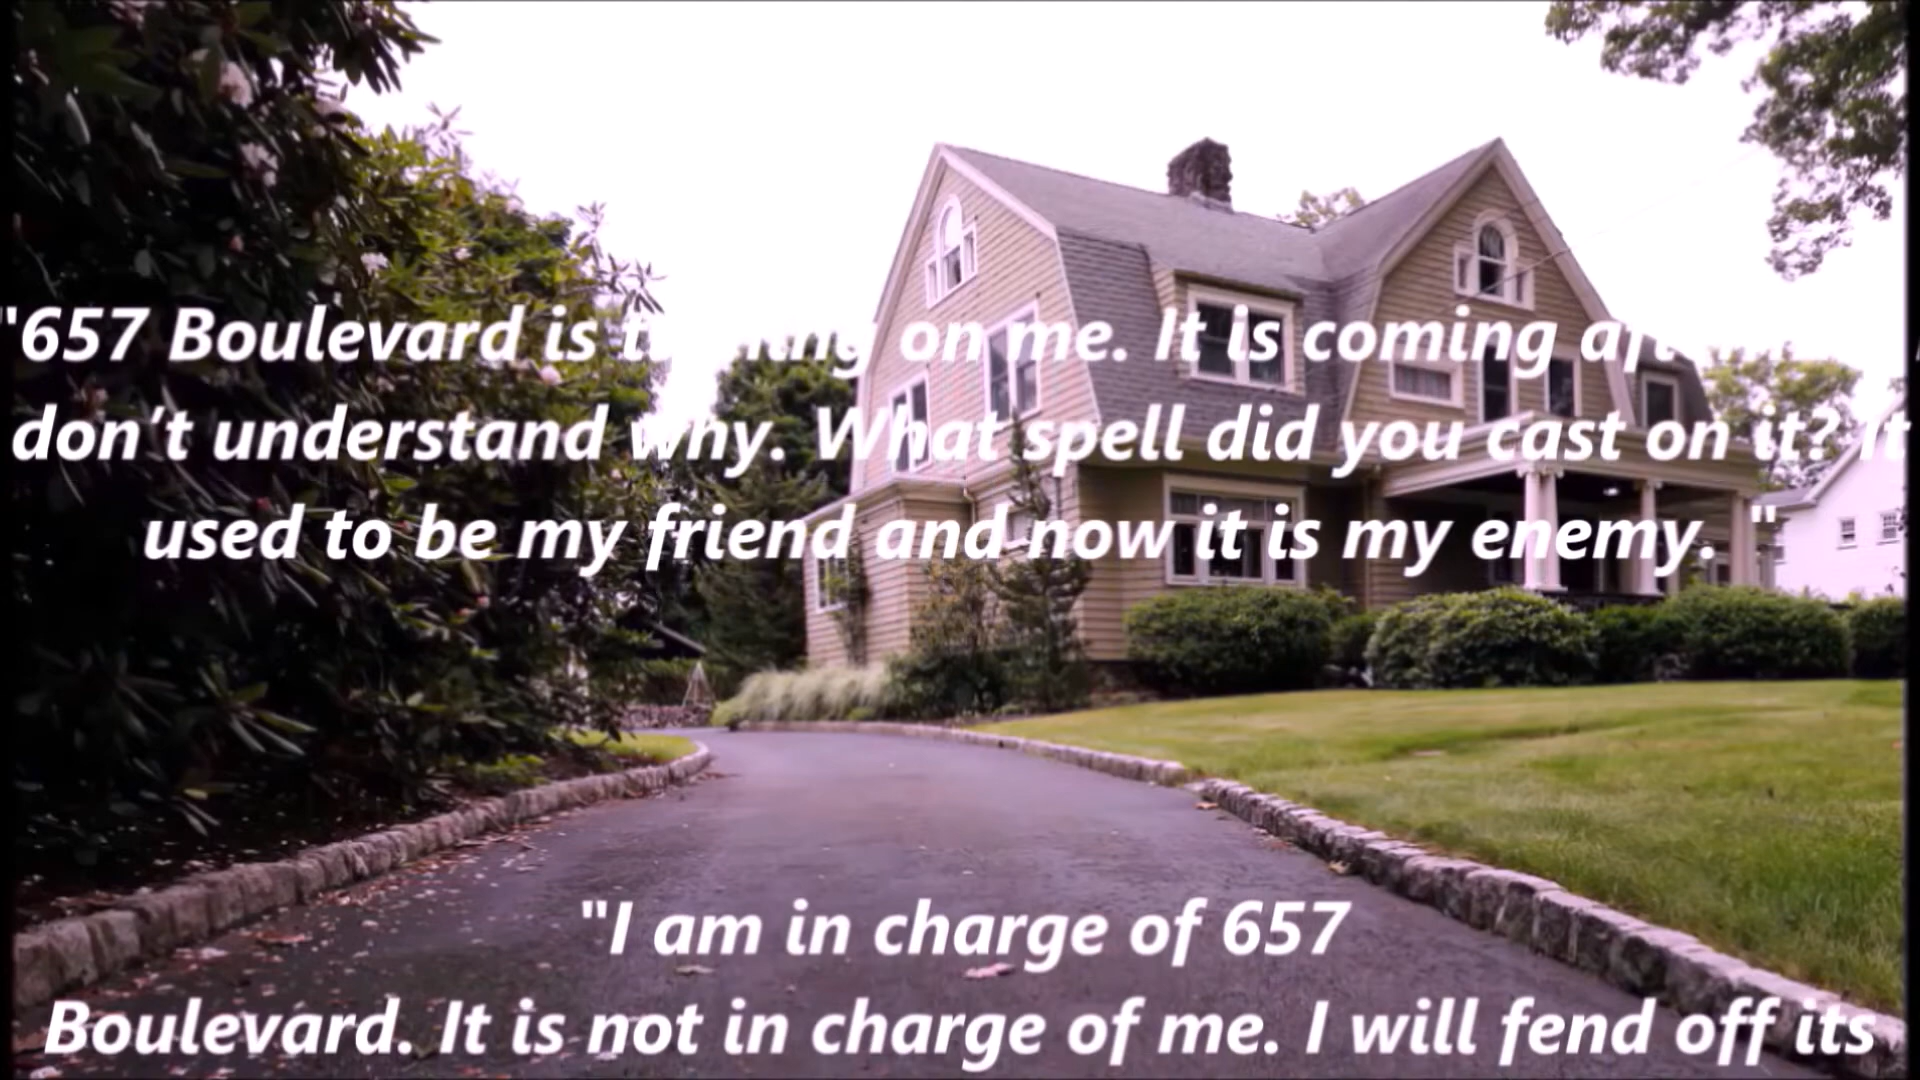 "657 Boulevard is on me. It is coming
don't understand why. What spell did you cast on it? It
used to be my friend and now it is my enemy. "
"I am in charge of 657
Boulevard. It is not in charge of me. I will fend off its